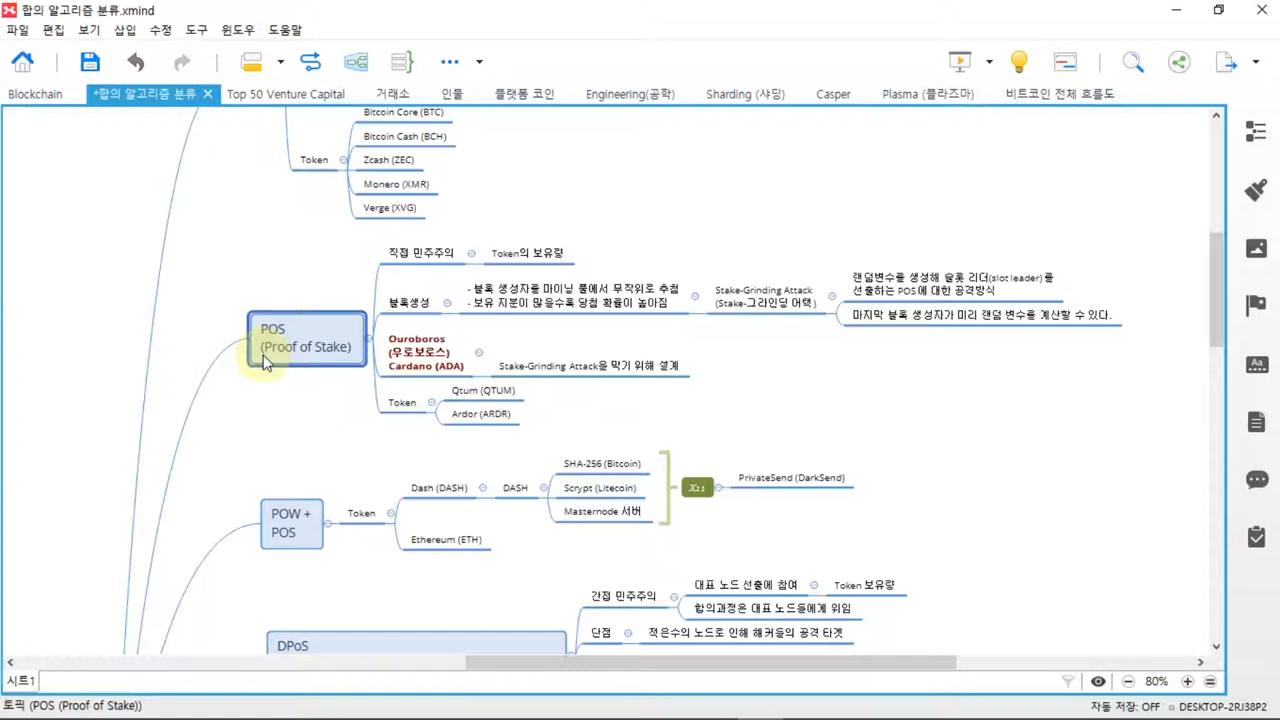 합의 알고리즘 분류.xmind
파일 편집 보기 삽입 수정 도구 윈도우 도움말
Blockchain *합의 알고리즘 분류 Top 50 Venture Capital 거래소 인물 플랫폼 코인 Engineering(공학) Sharding (샤딩) Casper Plasma (플라즈마) 비트코인 전체 흐름도
Bitcoin Core (BTC)
Bitcoin Cash (BCH)
Token
Zcash (ZEC)
Monero (XMR)
Verge (XVG)
POS
(Proof of Stake)
직접 민주주의
Token의 보유량
블록생성
- 블록 생성자을 마이닝 풀에서 무작위로 추첨
- 보유 지분이 많을수록 당첨 확률이 높아짐
Stake-Grinding Attack
(Stake-그라인딩 어택)
랜덤변수를 생성해 슬롯 리더(slot leader)를
선출하는 POS에 대한 공격방식
마지막 블록 생성자가 미리 랜덤 변수를 계산할 수 있다.
Ouroboros
(우로보로스)
Cardano (ADA)
Stake-Grinding Attack을 막기 위해 설계
Token
Qtum (QTUM)
Ardor (ARDR)
POW +
POS
Token
Dash (DASH)
DASH
SHA-256 (Bitcoin)
Scrypt (Litecoin)
Masternode 서버
X11
PrivateSend (DarkSend)
Ethereum (ETH)
DPoS
간접 민주주의
대표 노드 선출에 참여
Token 보유량
합의과정은 대표 노드들에게 위임
단점
적은수의 노드로 인해 해커들의 공격 타겟
시트1
80%
토픽 (POS (Proof of Stake))
자동 저장: OFF
DESKTOP-2RJ38P2